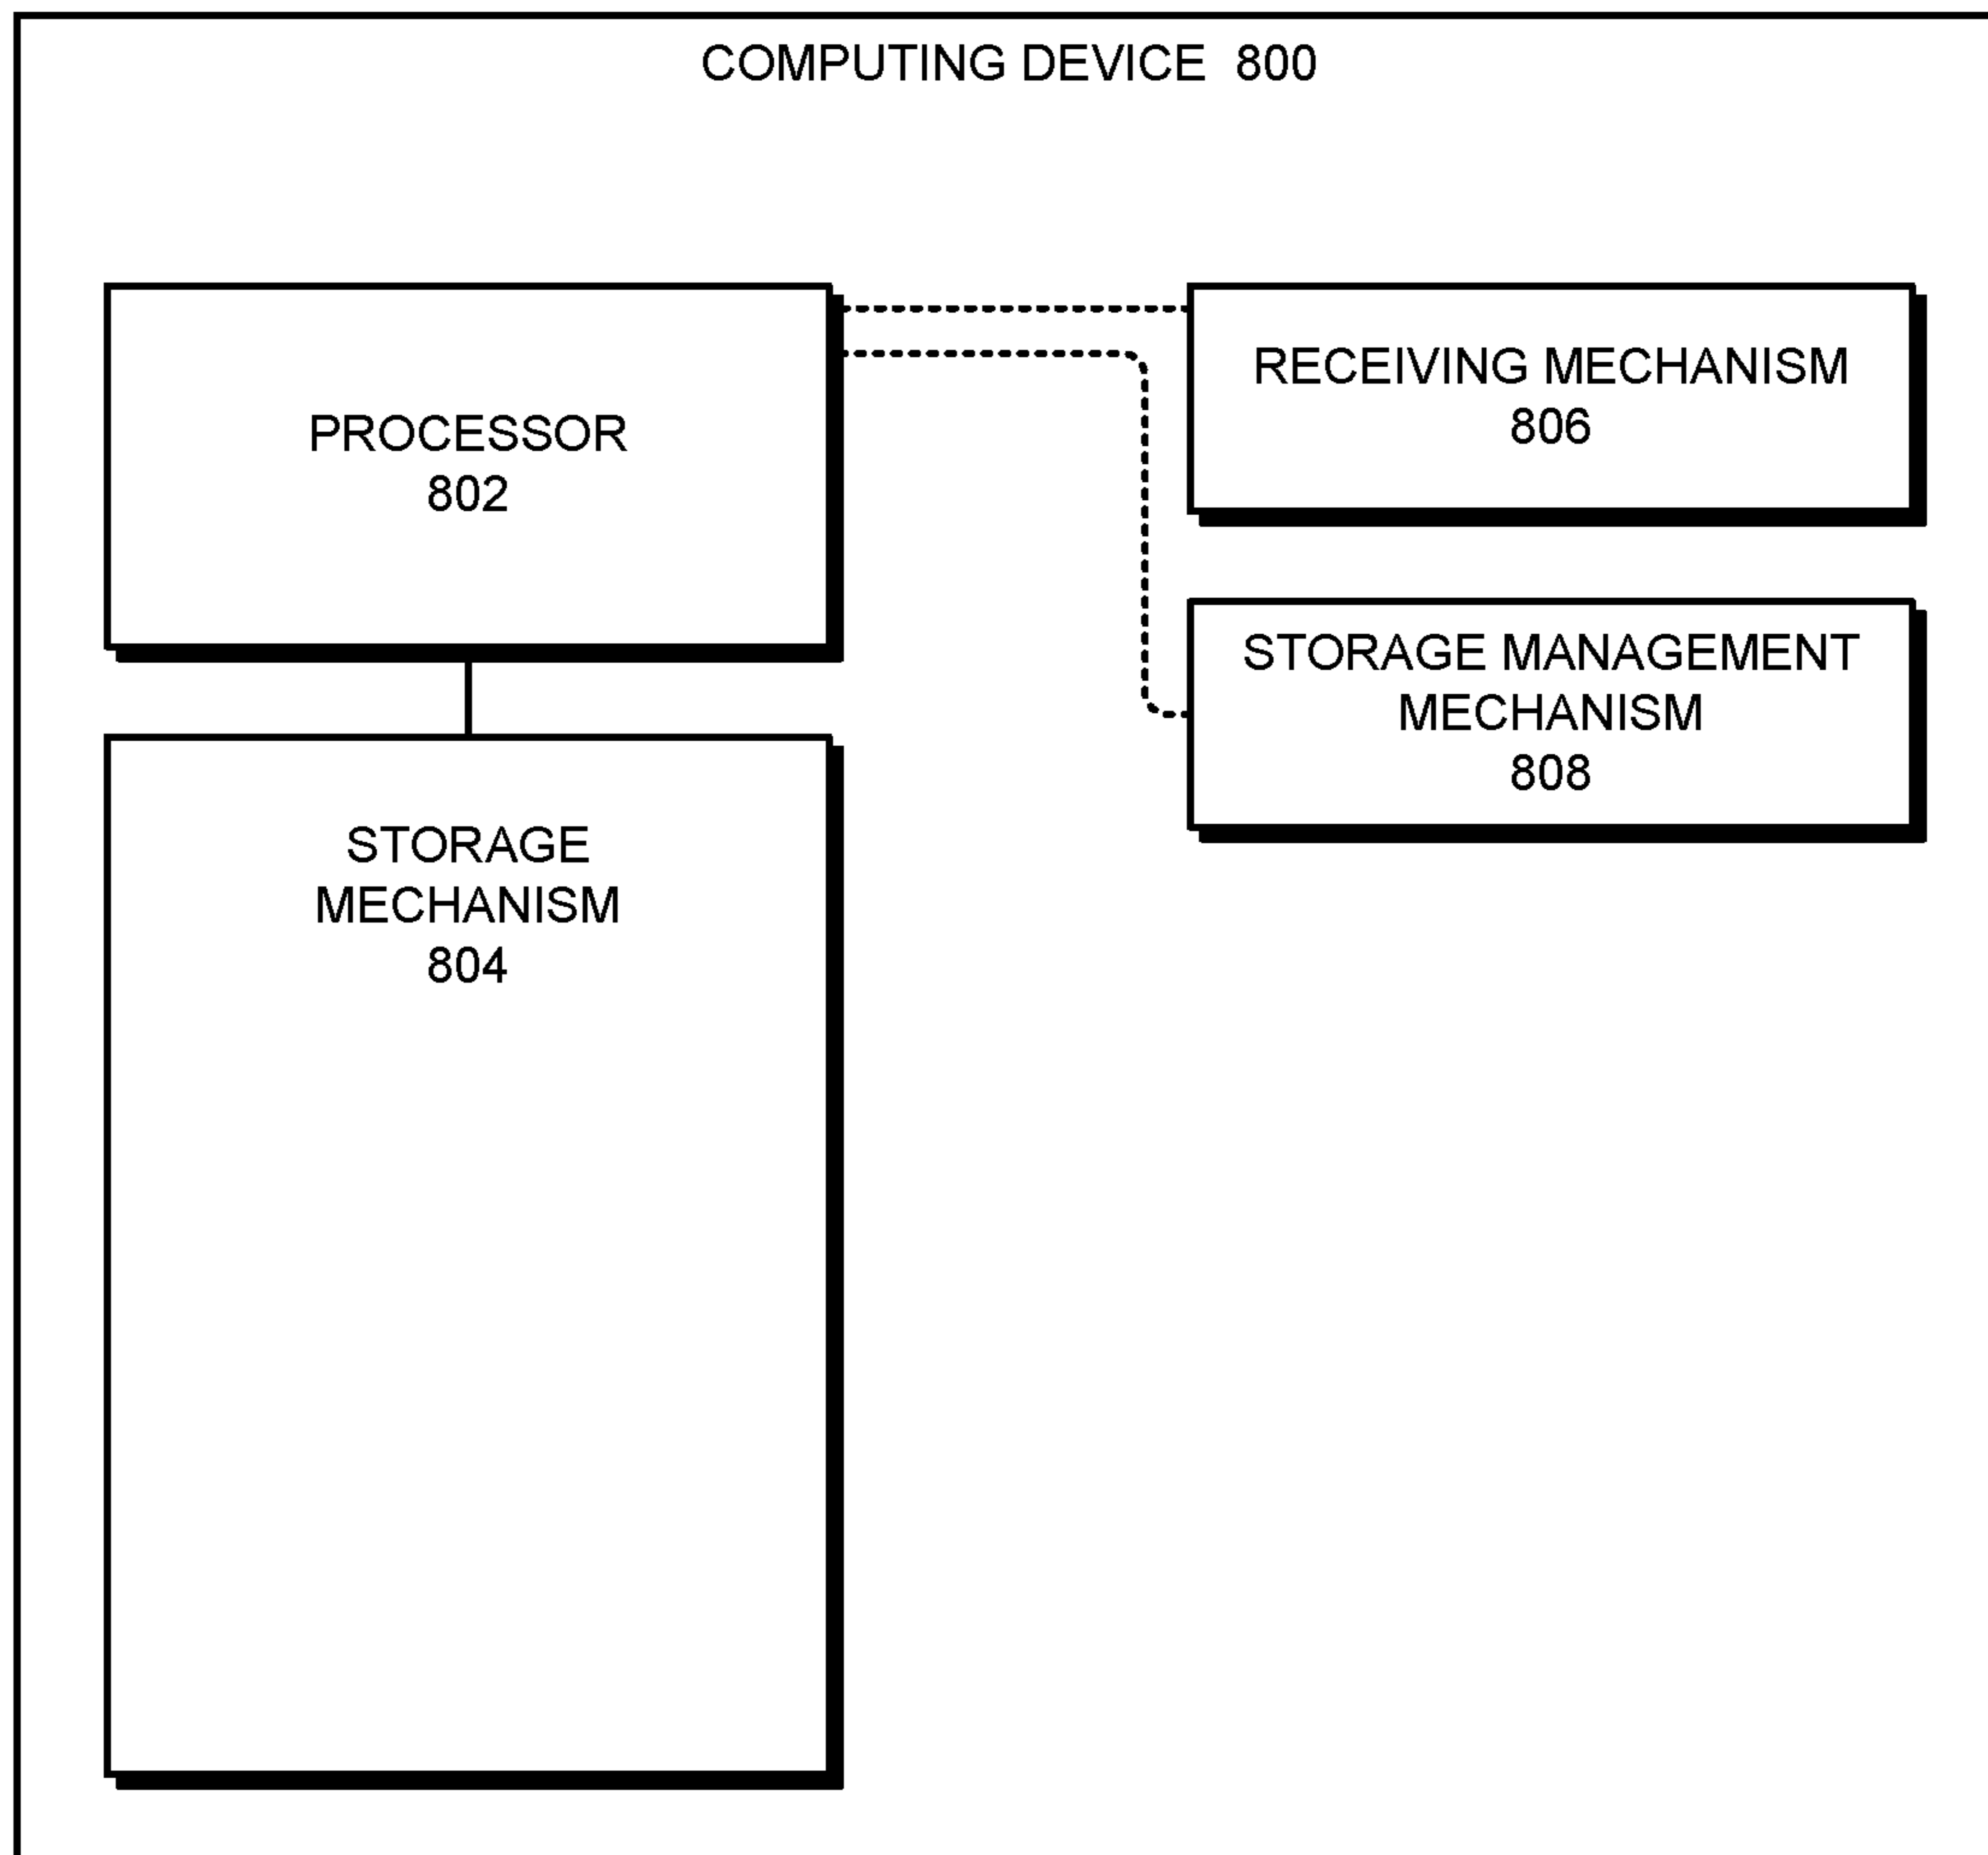 COMPUTING DEVICE 800
PROCESSOR
802
RECEIVING MECHANISM
806
STORAGE MANAGEMENT
MECHANISM
808
STORAGE
MECHANISM
804